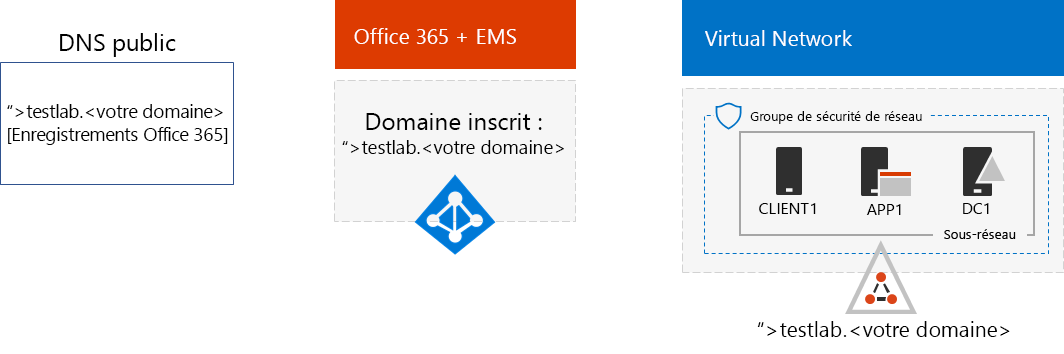 DNS public
“>testlab.<votre domaine>
[Enregistrements Office 365]
Office 365 + EMS
Domaine inscrit :
“>testlab.<votre domaine>
Virtual Network
Groupe de sécurité de réseau
CLIENT1
APP1
DC1
Sous-réseau
“>testlab.<votre domaine>